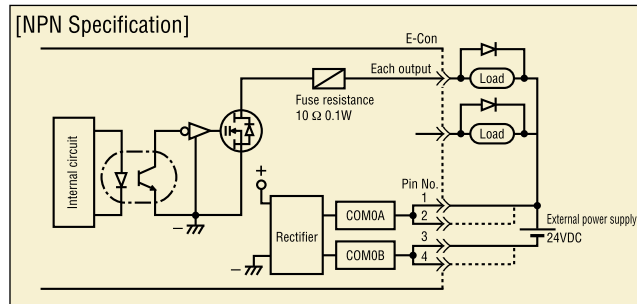 [NPN Specification]
E-Con
Each output
Load
Fuse resistance
10 Ω 0.1W
Load
Internal circuit
Pin No.
+
1
COM0A
2
External power supply
Rectifier
3
24VDC
COM0B
4
−
−